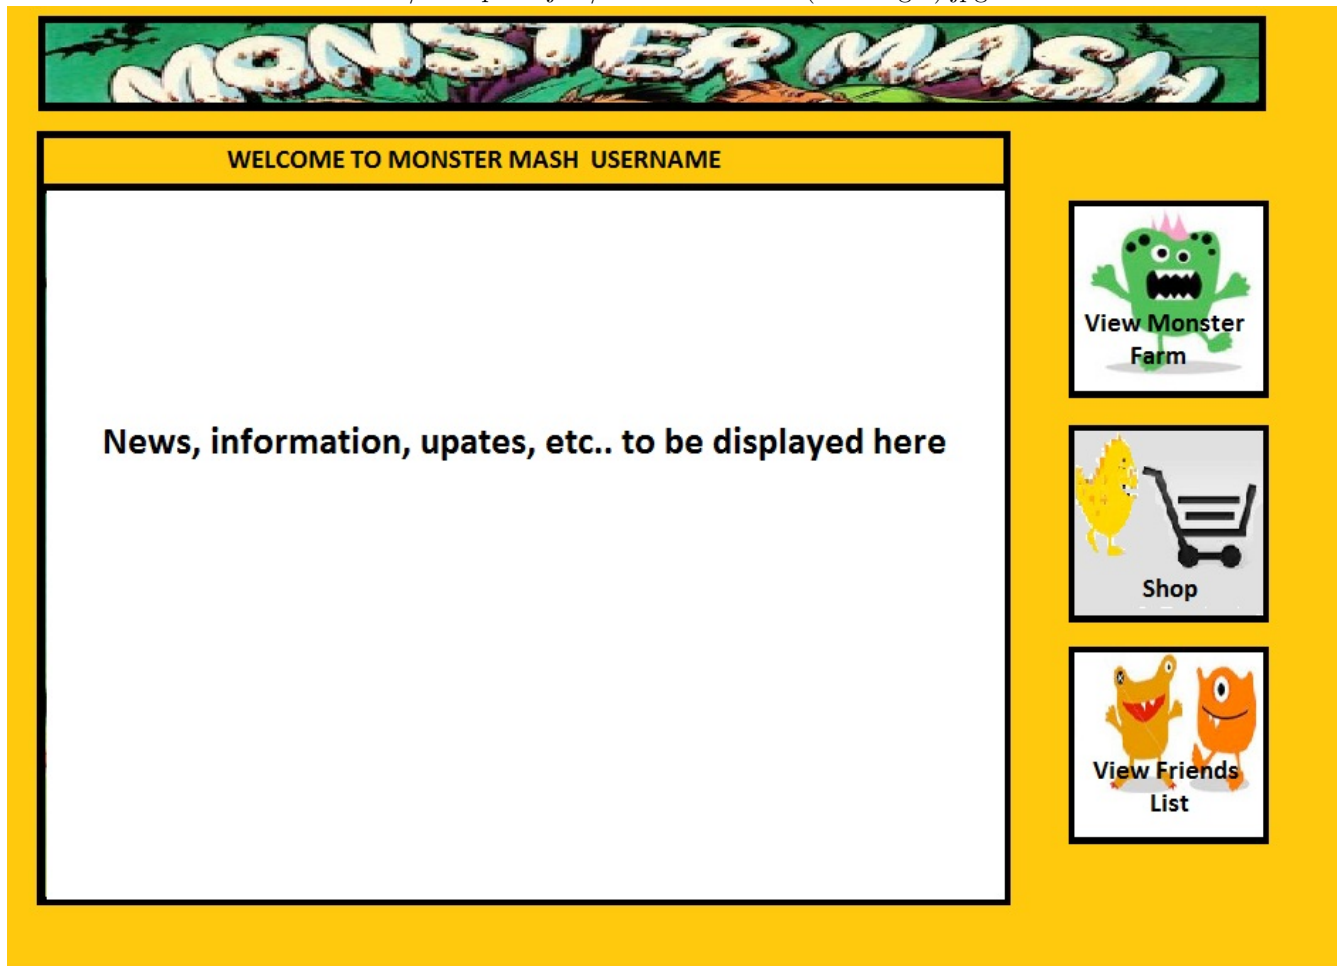 MONSTER MASH
WELCOME TO MONSTER MASH  USERNAME
View Monster
Farm
News, information, upates, etc.. to be displayed here
Shop
View Friends
List